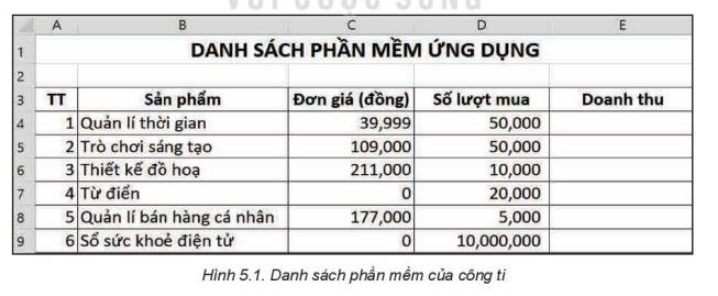 VỚI CUỘC SỐNG
A B C D E
1 DANH SÁCH PHẦN MỀM ỨNG DỤNG
2
3 TT Sản phẩm Đơn giá (đồng) Số lượt mua Doanh thu
4 1 Quản lí thời gian 39,999 50,000
5 2 Trò chơi sáng tạo 109,000 50,000
6 3 Thiết kế đồ hoạ 211,000 10,000
7 4 Từ điển 0 20,000
8 5 Quản lí bán hàng cá nhân 177,000 5,000
9 6 Sổ sức khoẻ điện tử 0 10,000,000
Hình 5.1. Danh sách phần mềm của công ti